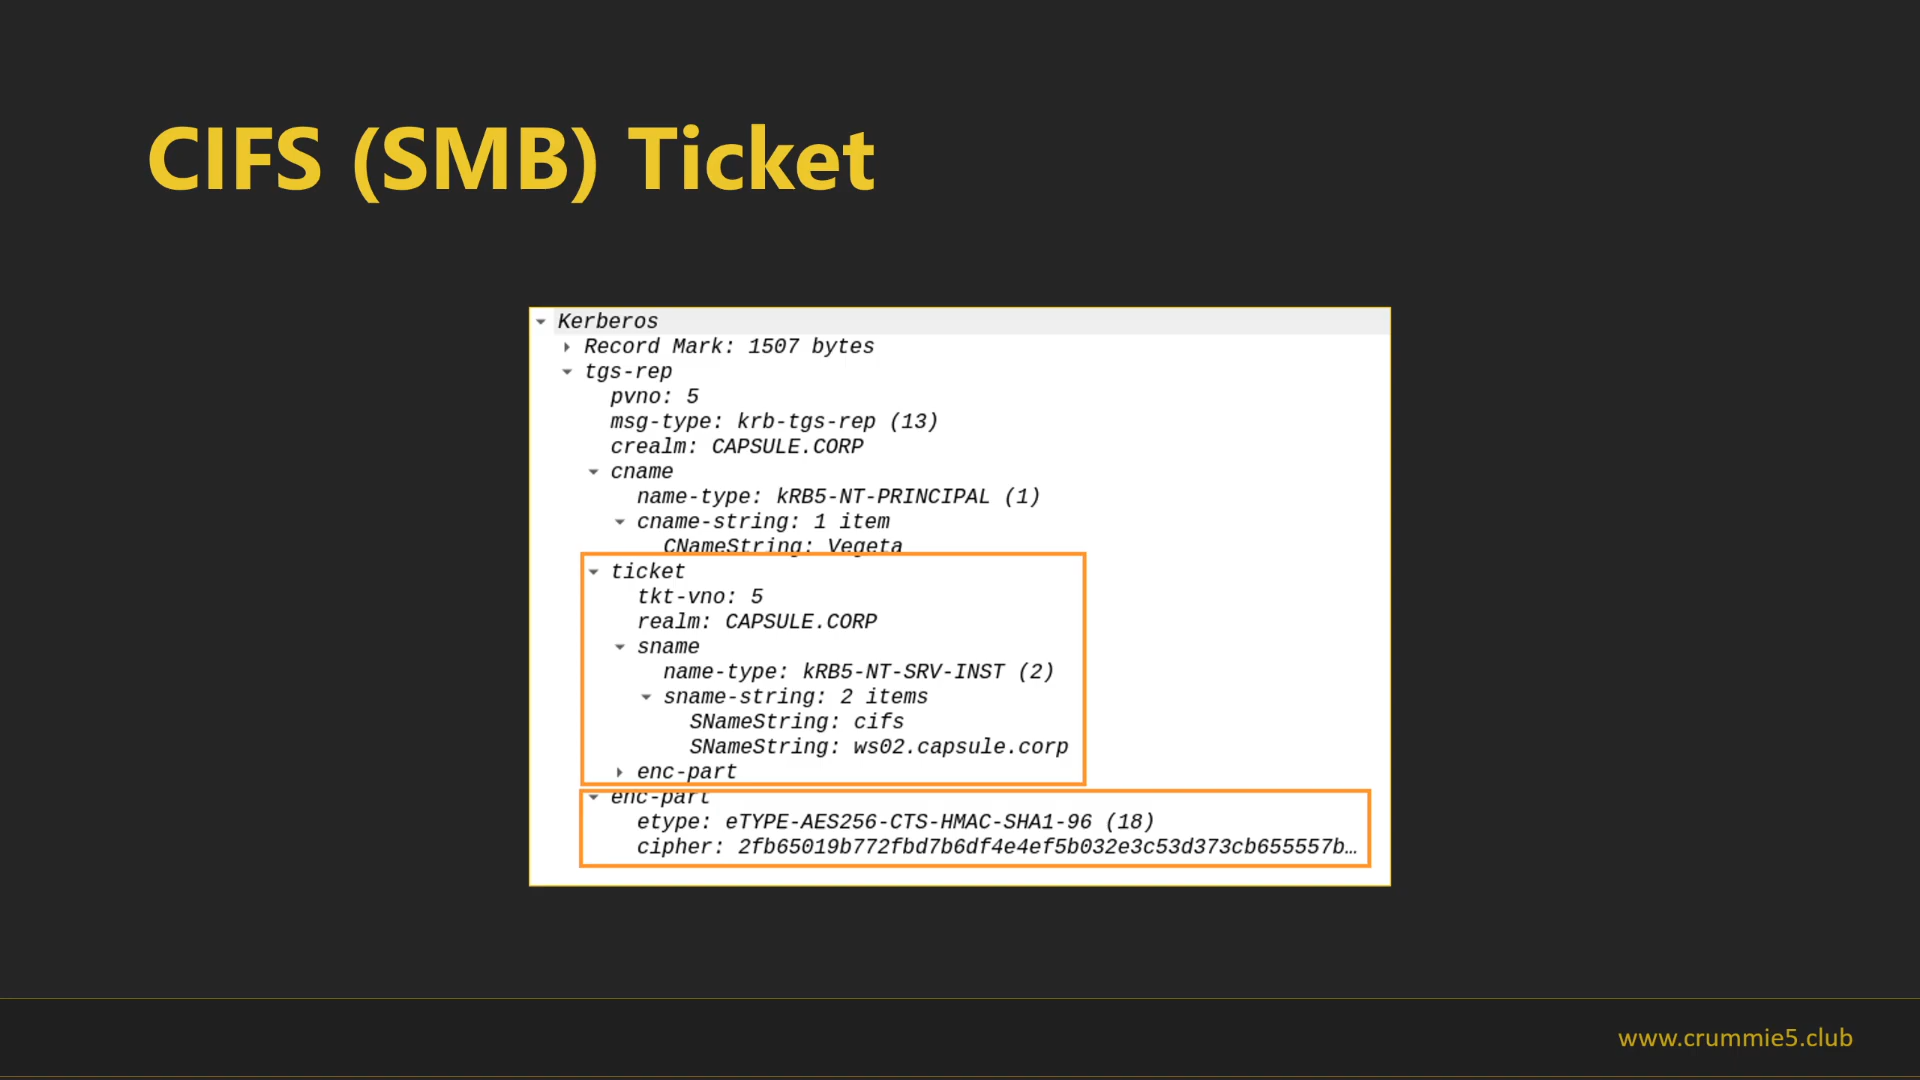 CIFS (SMB) Ticket
Kerberos
Record Mark: 1507 bytes
tgs-rep
pvno: 5
msg-type: krb-tgs-rep (13)
crealm: CAPSULE.CORP
cname
name-type: kRB5-NT-PRINCIPAL (1)
cname-string: 1 item
CNameString: Vegeta
ticket
tkt-vno: 5
realm: CAPSULE.CORP
sname
name-type: kRB5-NT-SRV-INST (2)
sname-string: 2 items
SNameString: cifs
SNameString: ws02.capsule.corp
enc-part
enc-part
etype: eTYPE-AES256-CTS-HMAC-SHA1-96 (18)
cipher: 2fb65019b772fbd7b6df4e4ef5b032e3c53d373cb655557b…
www.crummie5.club